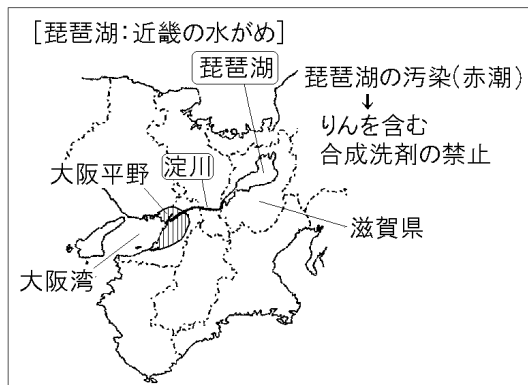 [琵琶湖:近畿の水がめ]
琵琶湖
琵琶湖の汚染(赤潮)
↓
りんを含む
合成洗剤の禁止
大阪平野
淀川
滋賀県
大阪湾